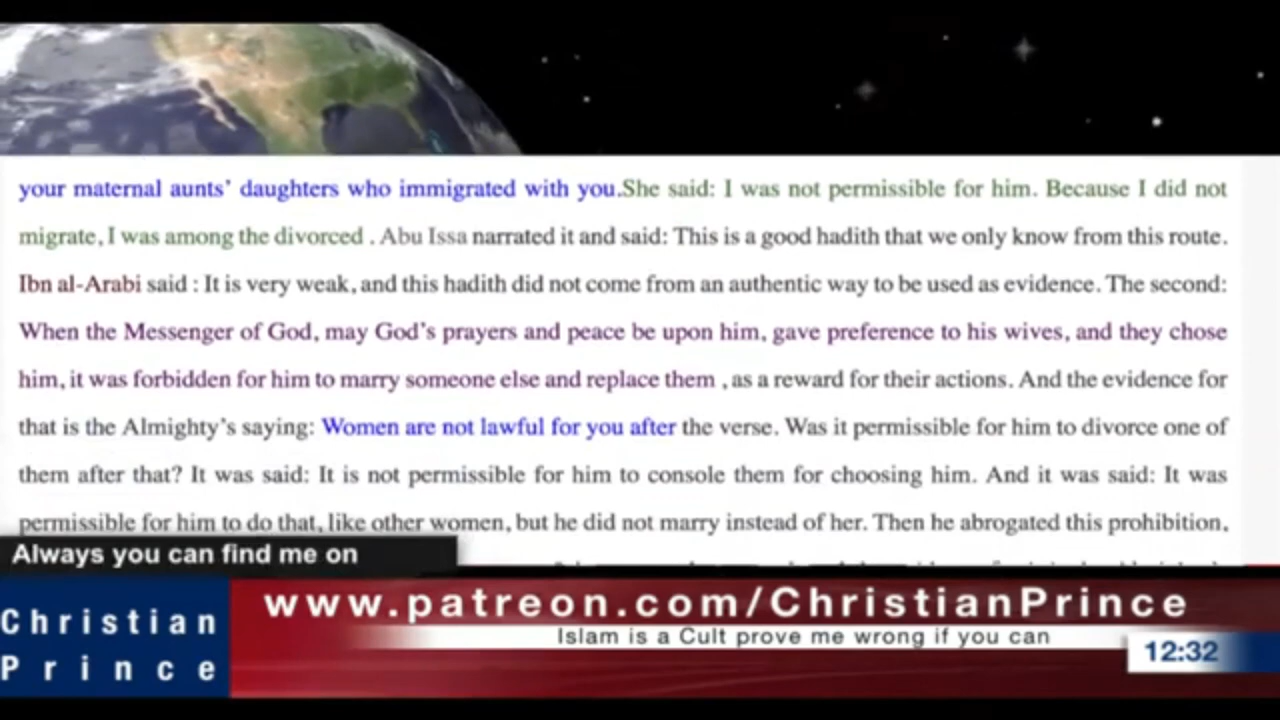 your maternal aunts' daughters who immigrated with you.She said: I was not permissible for him. Because I did not
migrate, I was among the divorced . Abu Issa narrated it and said: This is a good hadith that we only know from this route.
Ibn al-Arabi said : It is very weak, and this hadith did not come from an authentic way to be used as evidence. The second:
When the Messenger of God, may God's prayers and peace be upon him, gave preference to his wives, and they chose
him, it was forbidden for him to marry someone else and replace them , as a reward for their actions. And the evidence for
that is the Almighty's saying: Women are not lawful for you after the verse. Was it permissible for him to divorce one of
them after that? It was said: It is not permissible for him to console them for choosing him. And it was said: It was
permissible for him to do that, like other women, but he did not marry instead of her. Then he abrogated this prohibition,
Always you can find me on
www.patreon.com/ChristianPrince
Islam is a Cult prove me wrong if you can
Christian
Prince
12:32